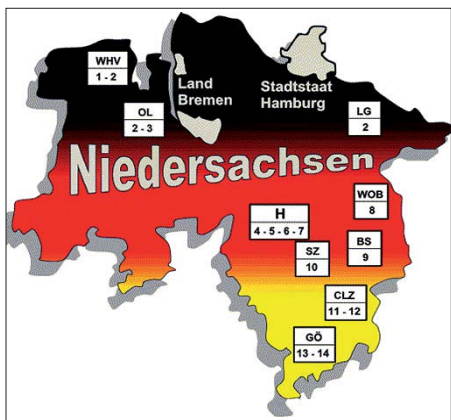 WHV
1 - 2
Land
Bremen
Stadtstaat
Hamburg
OL
2 - 3
LG
2
Niedersachsen
WOB
8
H
4 - 5 - 6 - 7
BS
9
SZ
10
CLZ
11 - 12
GÖ
13 - 14